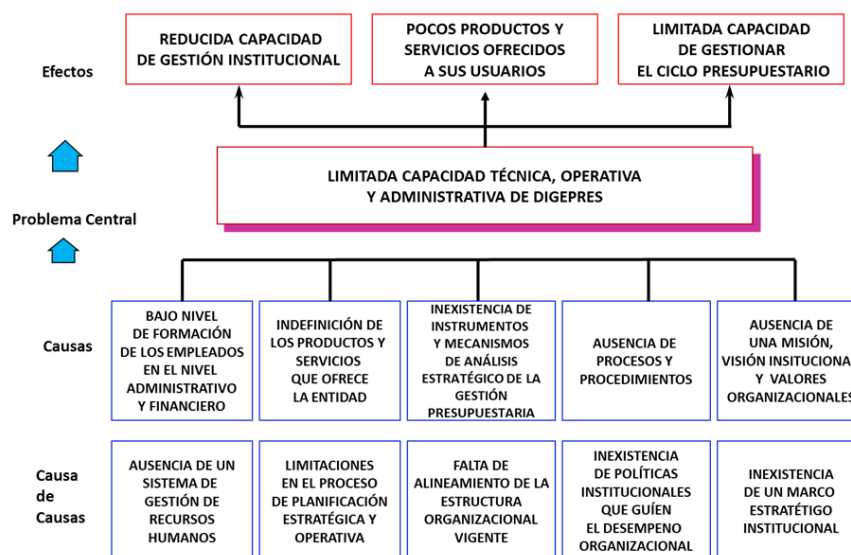 Efectos
REDUCIDA CAPACIDAD
DE GESTIÓN INSTITUCIONAL
POCOS PRODUCTOS Y
SERVICIOS OFRECIDOS
A SUS USUARIOS
LIMITADA CAPACIDAD
DE GESTIONAR
EL CICLO PRESUPUESTARIO
Problema Central
LIMITADA CAPACIDAD TÉCNICA, OPERATIVA
Y ADMINISTRATIVA DE DIGEPRES
Causas
BAJO NIVEL
DE FORMACIÓN
DE LOS EMPLEADOS
EN EL NIVEL
ADMINISTRATIVO
Y FINANCIERO
INDEFINICIÓN DE
LOS PRODUCTOS Y
SERVICIOS
QUE OFRECE
LA ENTIDAD
INEXISTENCIA DE
INSTRUMENTOS
Y MECANISMOS
DE ANÁLISIS
ESTRATÉGICO DE LA
GESTIÓN
PRESUPUESTARIA
AUSENCIA DE
PROCESOS Y
PROCEDIMIENTOS
AUSENCIA DE
UNA MISIÓN,
VISIÓN INSITUCIONAL
Y VALORES
ORGANIZACIONALES
Causa
de
Causas
AUSENCIA DE UN
SISTEMA DE
GESTIÓN DE
RECURSOS
HUMANOS
LIMITACIONES
EN EL PROCESO
DE PLANIFICACIÓN
ESTRATÉGICA Y
OPERATIVA
FALTA DE
ALINEAMIENTO DE LA
ESTRUCTURA
ORGANIZACIONAL
VIGENTE
INEXISTENCIA
DE POLÍTICAS
INSTITUCIONALES
QUE GUÍEN
EL DESEMPENO
ORGANIZACIONAL
INEXISTENCIA
DE UN MARCO
ESTRATÉTIGO
INSTITUCIONAL